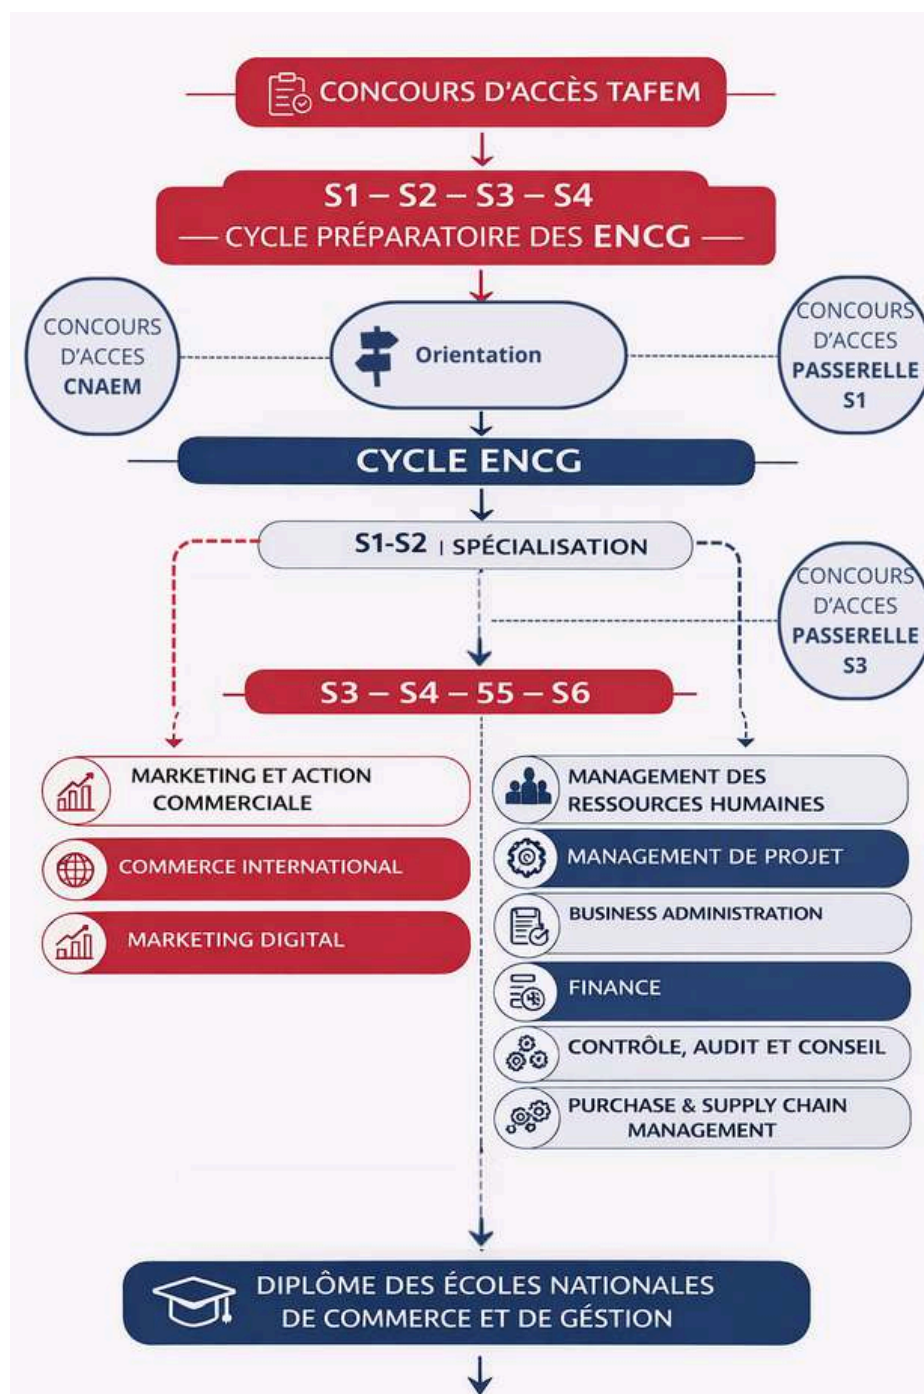 CONCOURS D'ACCÈS TAFEM
S1 – S2 – S3 – S4
CYCLE PRÉPARATOIRE DES ENCG
CONCOURS
D'ACCES
CNAEM
Orientation
CONCOURS
D'ACCES
PASSERELLE
S1
CYCLE ENCG
S1-S2 | SPÉCIALISATION
CONCOURS
D'ACCES
PASSERELLE
S3
S3 – S4 – 55 – S6
MARKETING ET ACTION
COMMERCIALE
COMMERCE INTERNATIONAL
MARKETING DIGITAL
MANAGEMENT DES
RESSOURCES HUMAINES
MANAGEMENT DE PROJET
BUSINESS ADMINISTRATION
FINANCE
CONTRÔLE, AUDIT ET CONSEIL
PURCHASE & SUPPLY CHAIN
MANAGEMENT
DIPLÔME DES ÉCOLES NATIONALES
DE COMMERCE ET DE GÉSTION